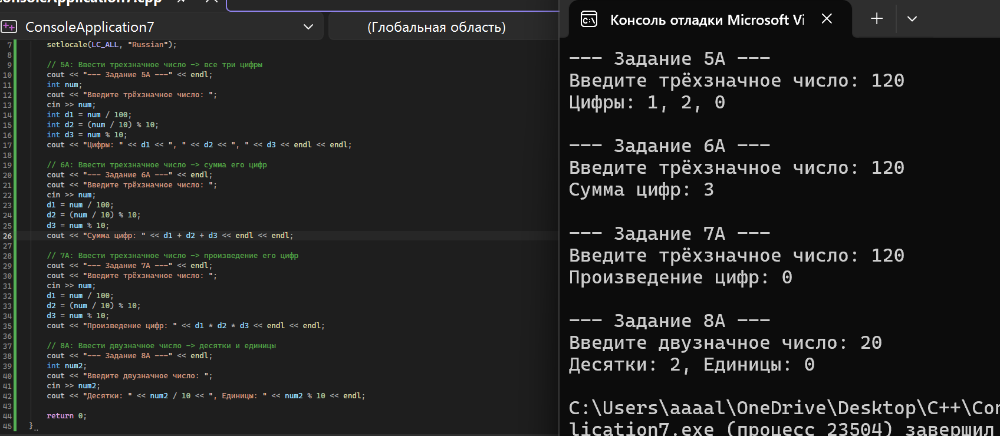 ConsoleApplication7.cpp
ConsoleApplication7
(Глобальная область)
7 setlocale(LC_ALL, "Russian");
8
9 // 5А: Ввести трехзначное число -> все три цифры
10 cout << "--- Задание 5А ---" << endl;
11 int num;
12 cout << "Введите трёхзначное число: ";
13 cin >> num;
14 int d1 = num / 100;
15 int d2 = (num / 10) % 10;
16 int d3 = num % 10;
17 cout << "Цифры: " << d1 << ", " << d2 << ", " << d3 << endl << endl;
18
19 // 6А: Ввести трехзначное число -> сумма его цифр
20 cout << "--- Задание 6А ---" << endl;
21 cout << "Введите трёхзначное число: ";
22 cin >> num;
23 d1 = num / 100;
24 d2 = (num / 10) % 10;
25 d3 = num % 10;
26 cout << "Сумма цифр: " << d1 + d2 + d3 << endl << endl;
27
28 // 7А: Ввести трехзначное число -> произведение его цифр
29 cout << "--- Задание 7А ---" << endl;
30 cout << "Введите трёхзначное число: ";
31 cin >> num;
32 d1 = num / 100;
33 d2 = (num / 10) % 10;
34 d3 = num % 10;
35 cout << "Произведение цифр: " << d1 * d2 * d3 << endl << endl;
36
37 // 8А: Ввести двузначное число -> десятки и единицы
38 cout << "--- Задание 8А ---" << endl;
39 int num2;
40 cout << "Введите двузначное число: ";
41 cin >> num2;
42 cout << "Десятки: " << num2 / 10 << ", Единицы: " << num2 % 10 << endl;
43
44 return 0;
45 }
Консоль отладки Microsoft Vi
--- Задание 5А ---
Введите трёхзначное число: 120
Цифры: 1, 2, 0
--- Задание 6А ---
Введите трёхзначное число: 120
Сумма цифр: 3
--- Задание 7А ---
Введите трёхзначное число: 120
Произведение цифр: 0
--- Задание 8А ---
Введите двузначное число: 20
Десятки: 2, Единицы: 0
C:\Users\aaaal\OneDrive\Desktop\C++\Con
lication7.exe (процесс 23504) завершил